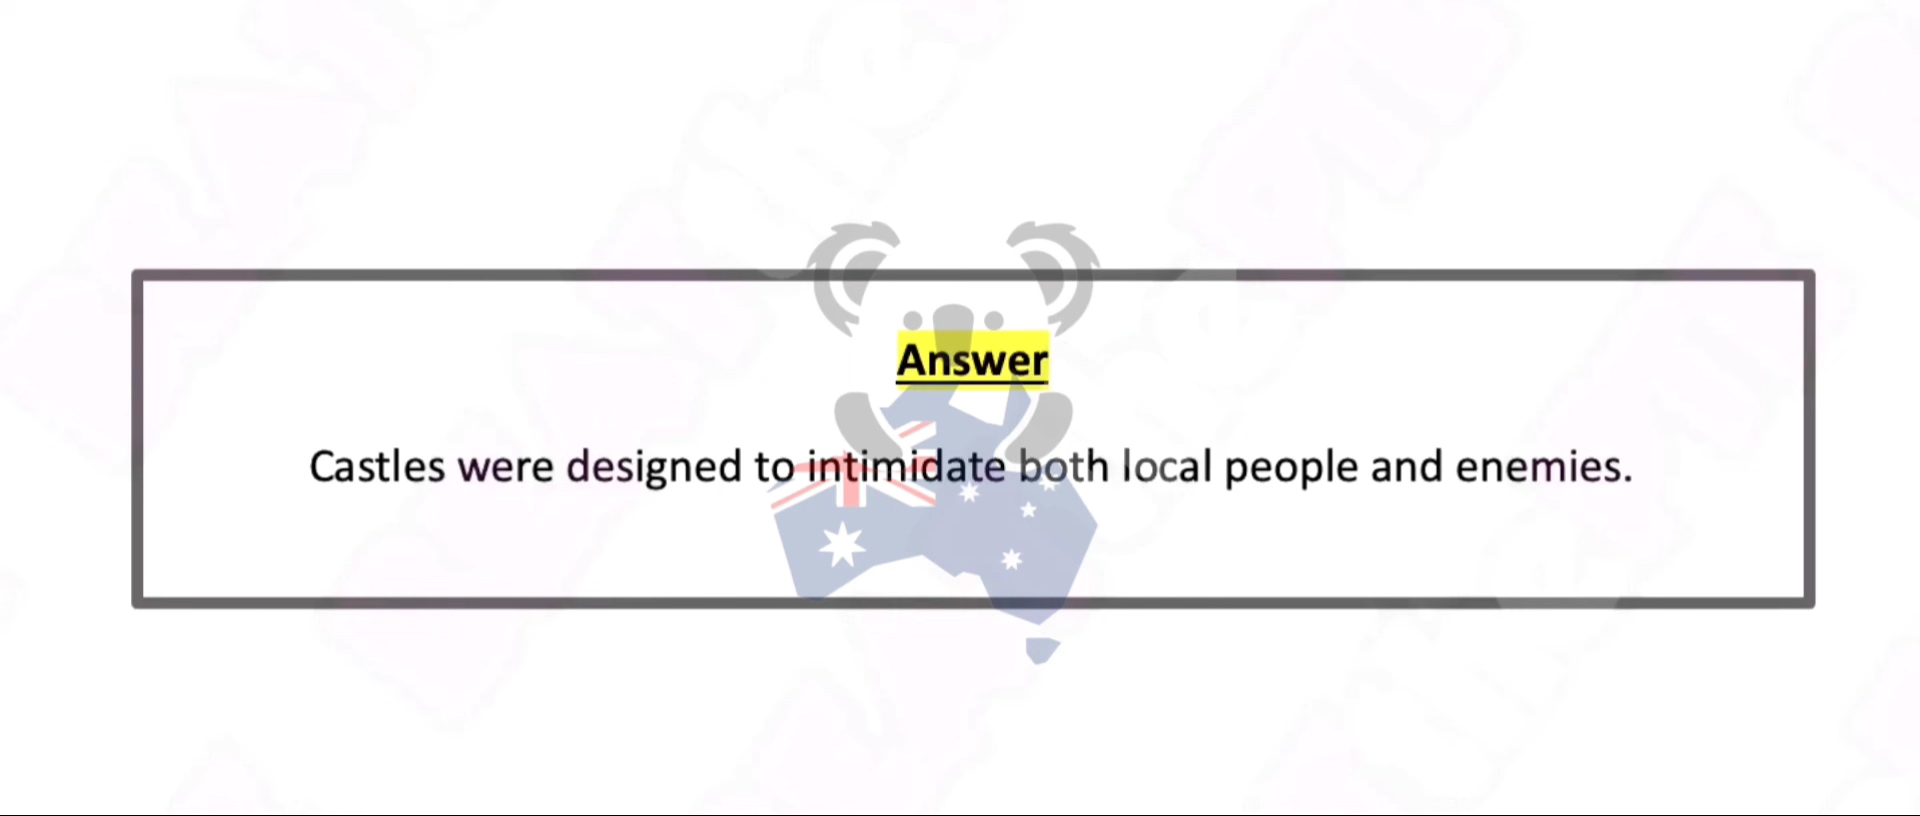 Answer
Castles were designed to intimidate both local people and enemies.